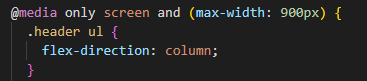 @media only screen and (max-width: 900px) {
  .header ul {
    flex-direction: column;
  }